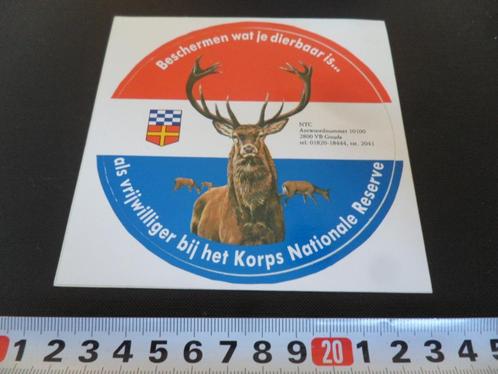 Beschermen wat je dierbaar is...
NTC
Antwoordnummer 10100
2800 VB Gouda
tel. 01820-18444, tst. 2041
als vrijwilliger bij het Korps Nationale Reserve
1 2 3 4 5 6 7 8 9 20 1 2 3 4 5